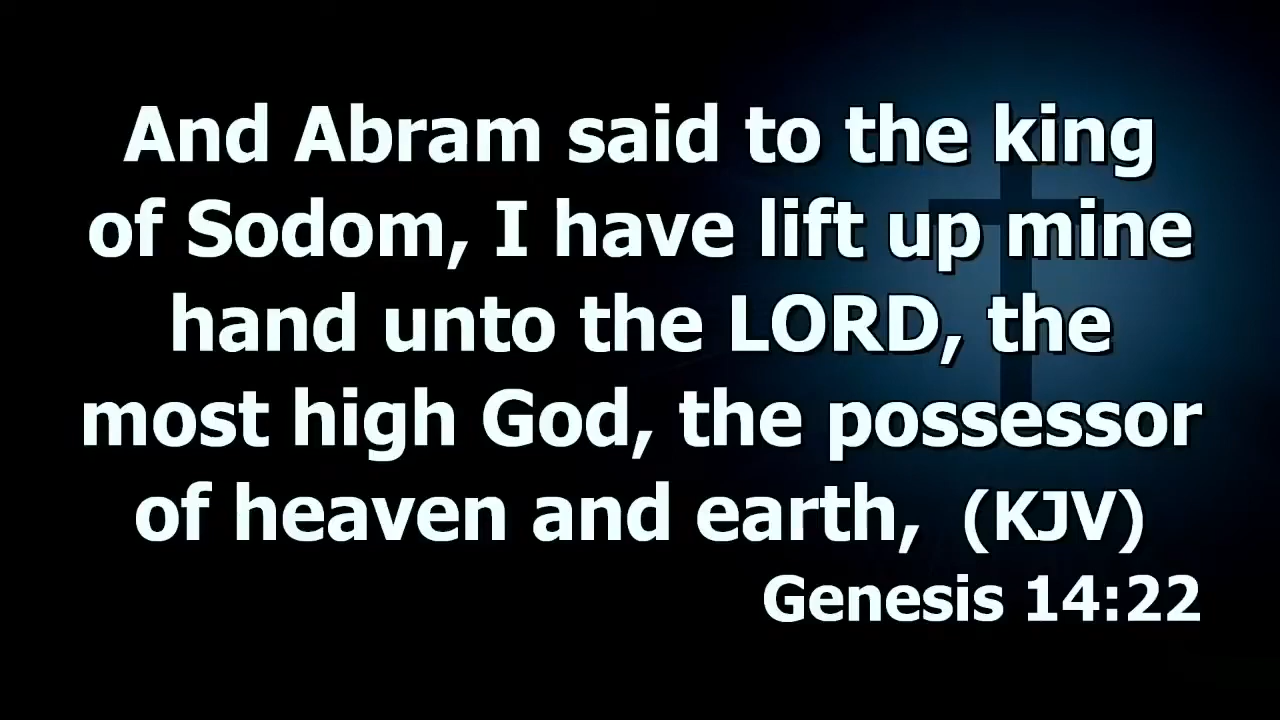 And Abram said to the king
of Sodom, I have lift up mine
hand unto the LORD, the
most high God, the possessor
of heaven and earth, (KJV)
Genesis 14:22